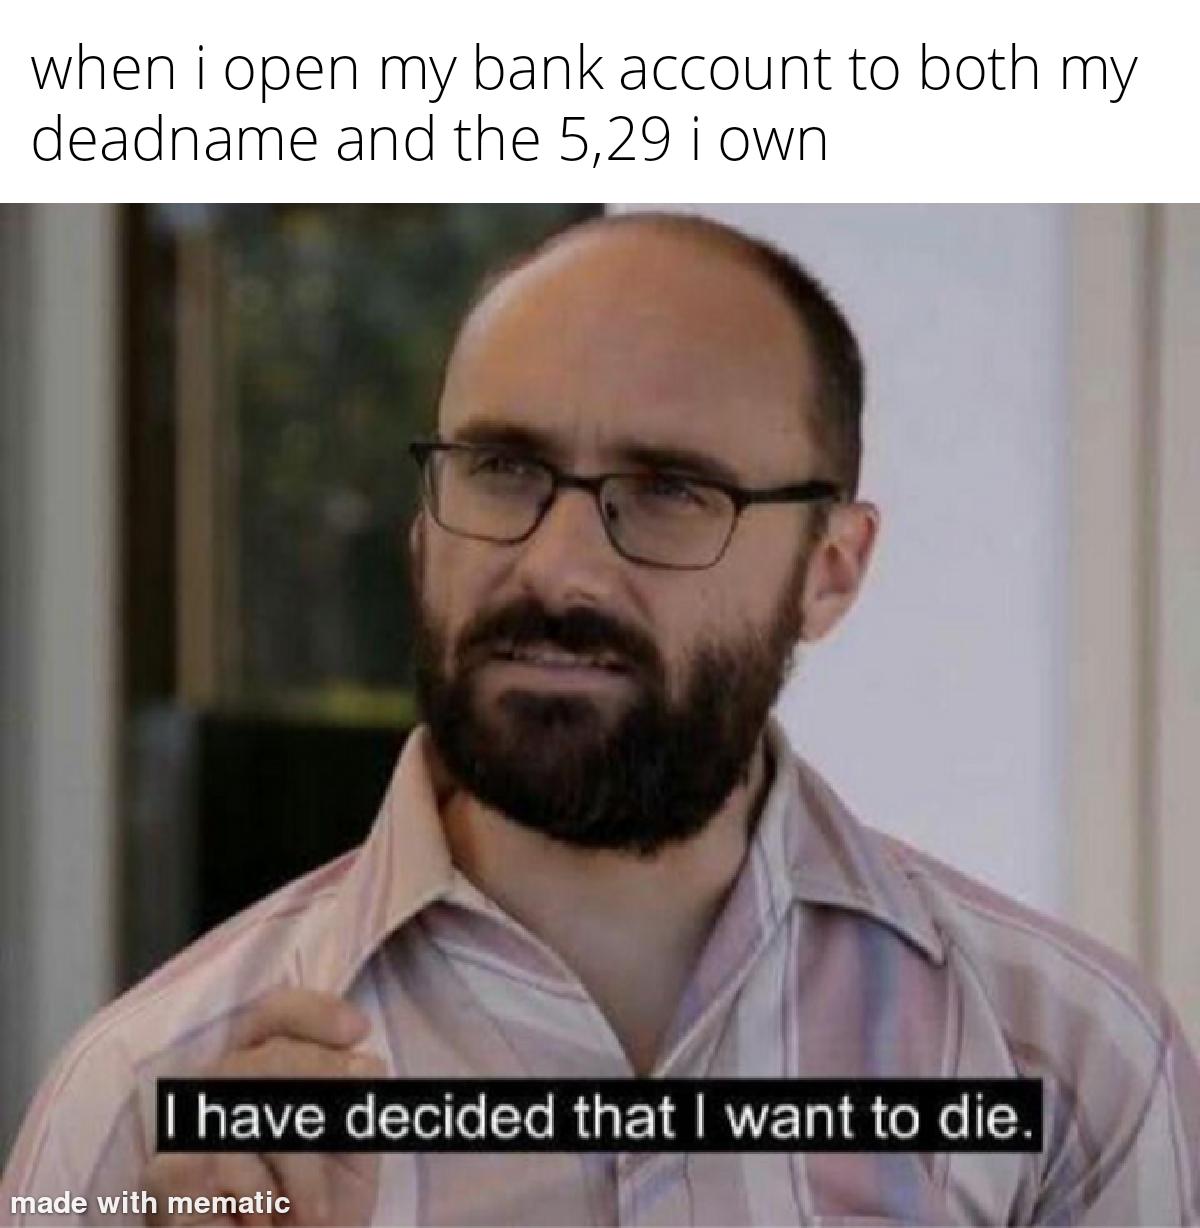 when i open my bank account to both my
deadname and the 5,29 i own
I have decided that I want to die.
made with mematic